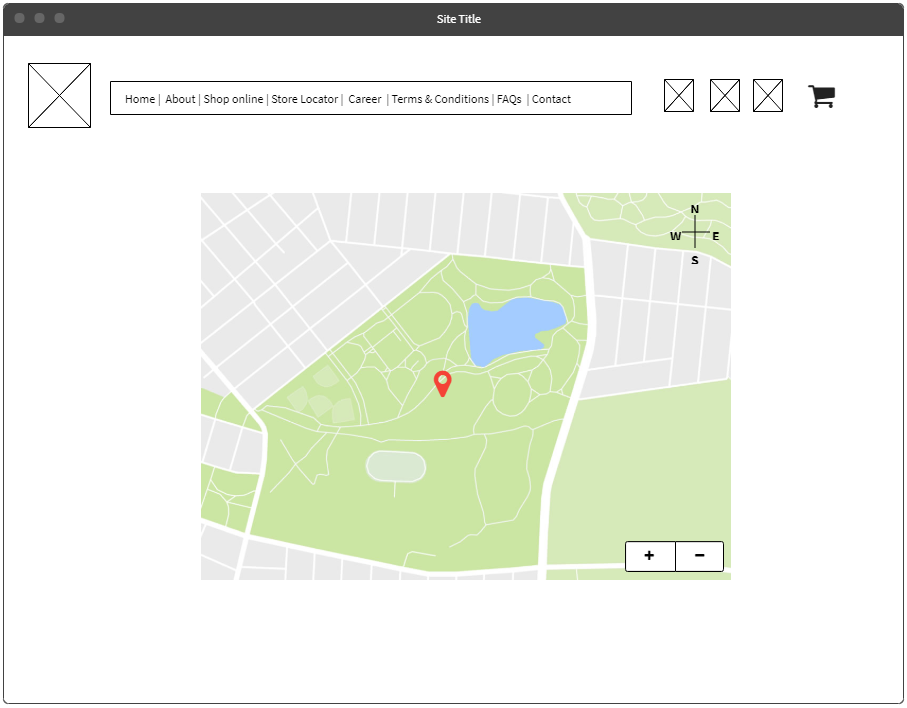 Site Title
Home | About | Shop online | Store Locator | Career | Terms & Conditions | FAQs | Contact
N
W E
S
+ −